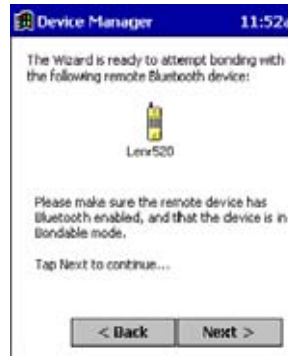 Device Manager 11:52
The Wizard is ready to attempt bonding with
the following remote Bluetooth device:
Lenr520
Please make sure the remote device has
Bluetooth enabled, and that the device is in
Bondable mode.
Tap Next to continue...
< Back Next >